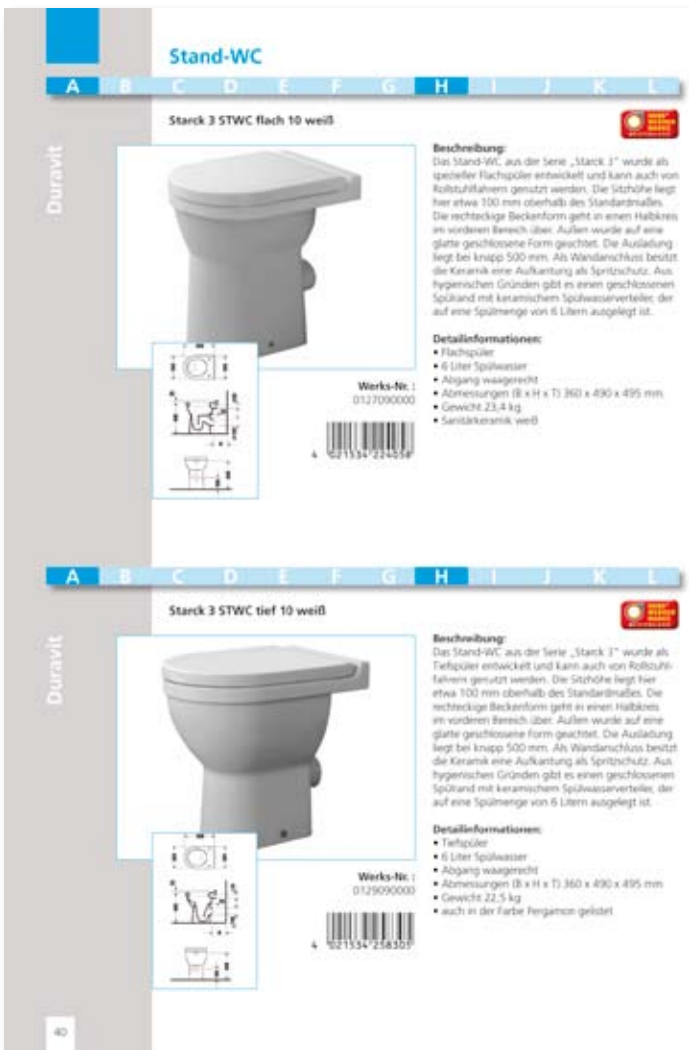 Stand-WC
A B C D E F G H I J K L
Duravit
Starck 3 STWC flach 10 weiß
Beschreibung:
Das Stand-WC aus der Serie „Starck 3“ wurde als
spezieller Flachspüler entwickelt und kann auch von
Rollstuhlfahrern genutzt werden. Die Sitzhöhe liegt
hier etwa 100 mm oberhalb des Standardmaßes.
Die rechteckige Beckenform geht in einen Halbkreis
im vorderen Bereich über. Außen wurde auf eine
glatte geschlossene Form geachtet. Die Ausladung
liegt bei knapp 500 mm. Als Wandanschluss besitzt
die Keramik eine Aufkantung als Spritzschutz. Aus
hygienischen Gründen gibt es einen geschlossenen
Spülrand mit keramischem Spülwasserverteiler, der
auf eine Spülmenge von 6 Litern ausgelegt ist.
Detailinformationen:
• Flachspüler
• 6 Liter Spülwasser
• Abgang waagerecht
• Abmessungen (B x H x T) 360 x 490 x 495 mm
• Gewicht 23,4 kg
• Sanitärkeramik weiß
Werks-Nr. :
0127090000
4 021534 224058
A B C D E F G H I J K L
Duravit
Starck 3 STWC tief 10 weiß
Beschreibung:
Das Stand-WC aus der Serie „Starck 3“ wurde als
Tiefspüler entwickelt und kann auch von Rollstuhl-
fahrern genutzt werden. Die Sitzhöhe liegt hier
etwa 100 mm oberhalb des Standardmaßes. Die
rechteckige Beckenform geht in einen Halbkreis
im vorderen Bereich über. Außen wurde auf eine
glatte geschlossene Form geachtet. Die Ausladung
liegt bei knapp 500 mm. Als Wandanschluss besitzt
die Keramik eine Aufkantung als Spritzschutz. Aus
hygienischen Gründen gibt es einen geschlossenen
Spülrand mit keramischem Spülwasserverteiler, der
auf eine Spülmenge von 6 Litern ausgelegt ist.
Detailinformationen:
• Tiefspüler
• 6 Liter Spülwasser
• Abgang waagerecht
• Abmessungen (B x H x T) 360 x 490 x 495 mm
• Gewicht 22,5 kg
• auch in der Farbe Pergamon gelistet
Werks-Nr. :
0129090000
4 021534 258305
40